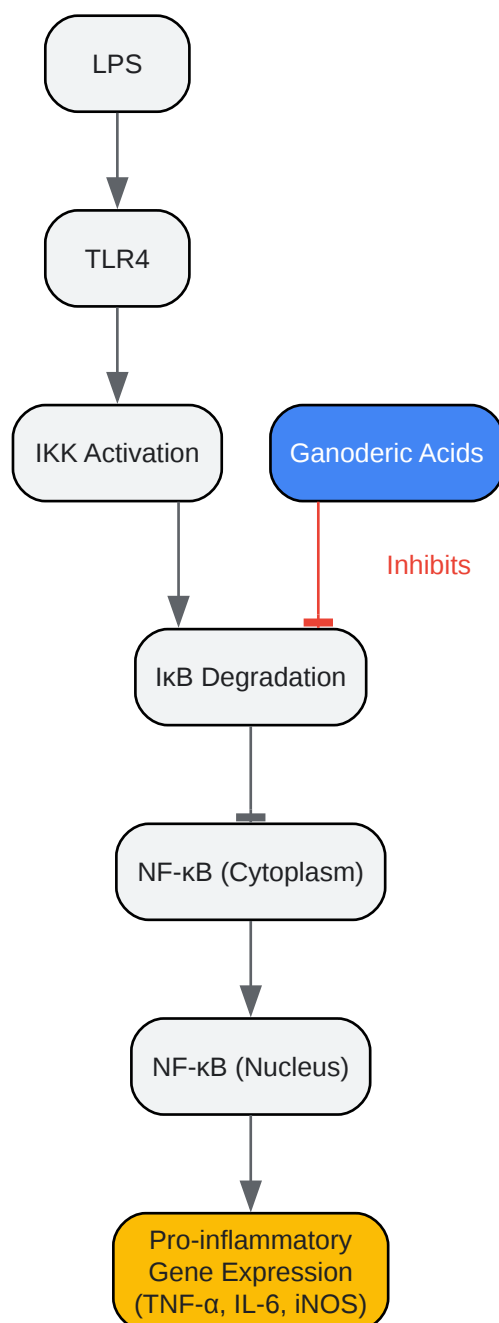 LPS
TLR4
IKK Activation
Ganoderic Acids
Inhibits
IκB Degradation
NF-κB (Cytoplasm)
NF-κB (Nucleus)
Pro-inflammatory
Gene Expression
(TNF-α, IL-6, iNOS)